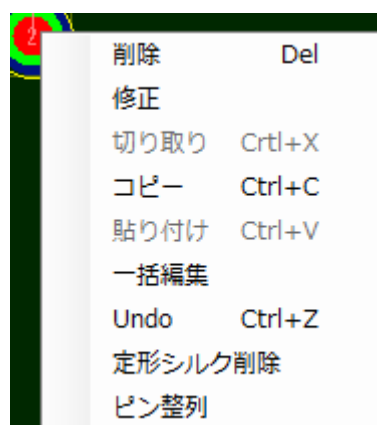 2
削除 Del
修正
切り取り Crtl+X
コピー Ctrl+C
貼り付け Ctrl+V
一括編集
Undo Ctrl+Z
定形シルク削除
ピン整列